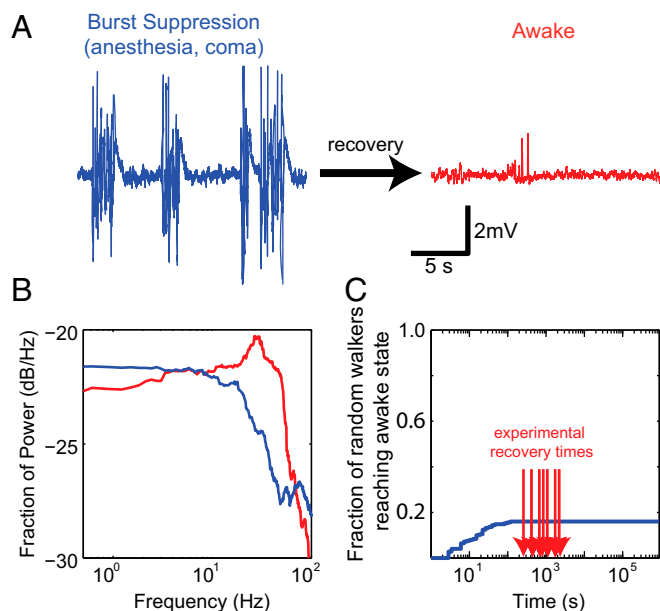 A
Burst Suppression
(anesthesia, coma)
Awake
recovery
2mV
5 s
B
Fraction of Power (dB/Hz)
−20
−25
−30
10⁰
10¹
10²
Frequency (Hz)
C
Fraction of random walkers
reaching awake state
1.0
0.6
0.2
experimental
recovery times
10¹
10³
10⁵
Time (s)